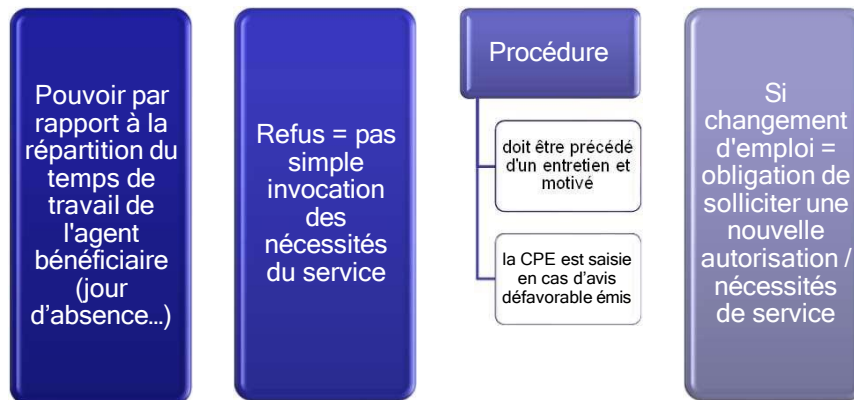 Pouvoir par
rapport à la
répartition du
temps de
travail de
l'agent
bénéficiaire
(jour
d'absence…)
Refus = pas
simple
invocation
des
nécessités
du service
Procédure
doit être précédé
d'un entretien et
motivé
la CPE est saisie
en cas d'avis
défavorable émis
Si
changement
d'emploi =
obligation de
solliciter une
nouvelle
autorisation /
nécessités
de service